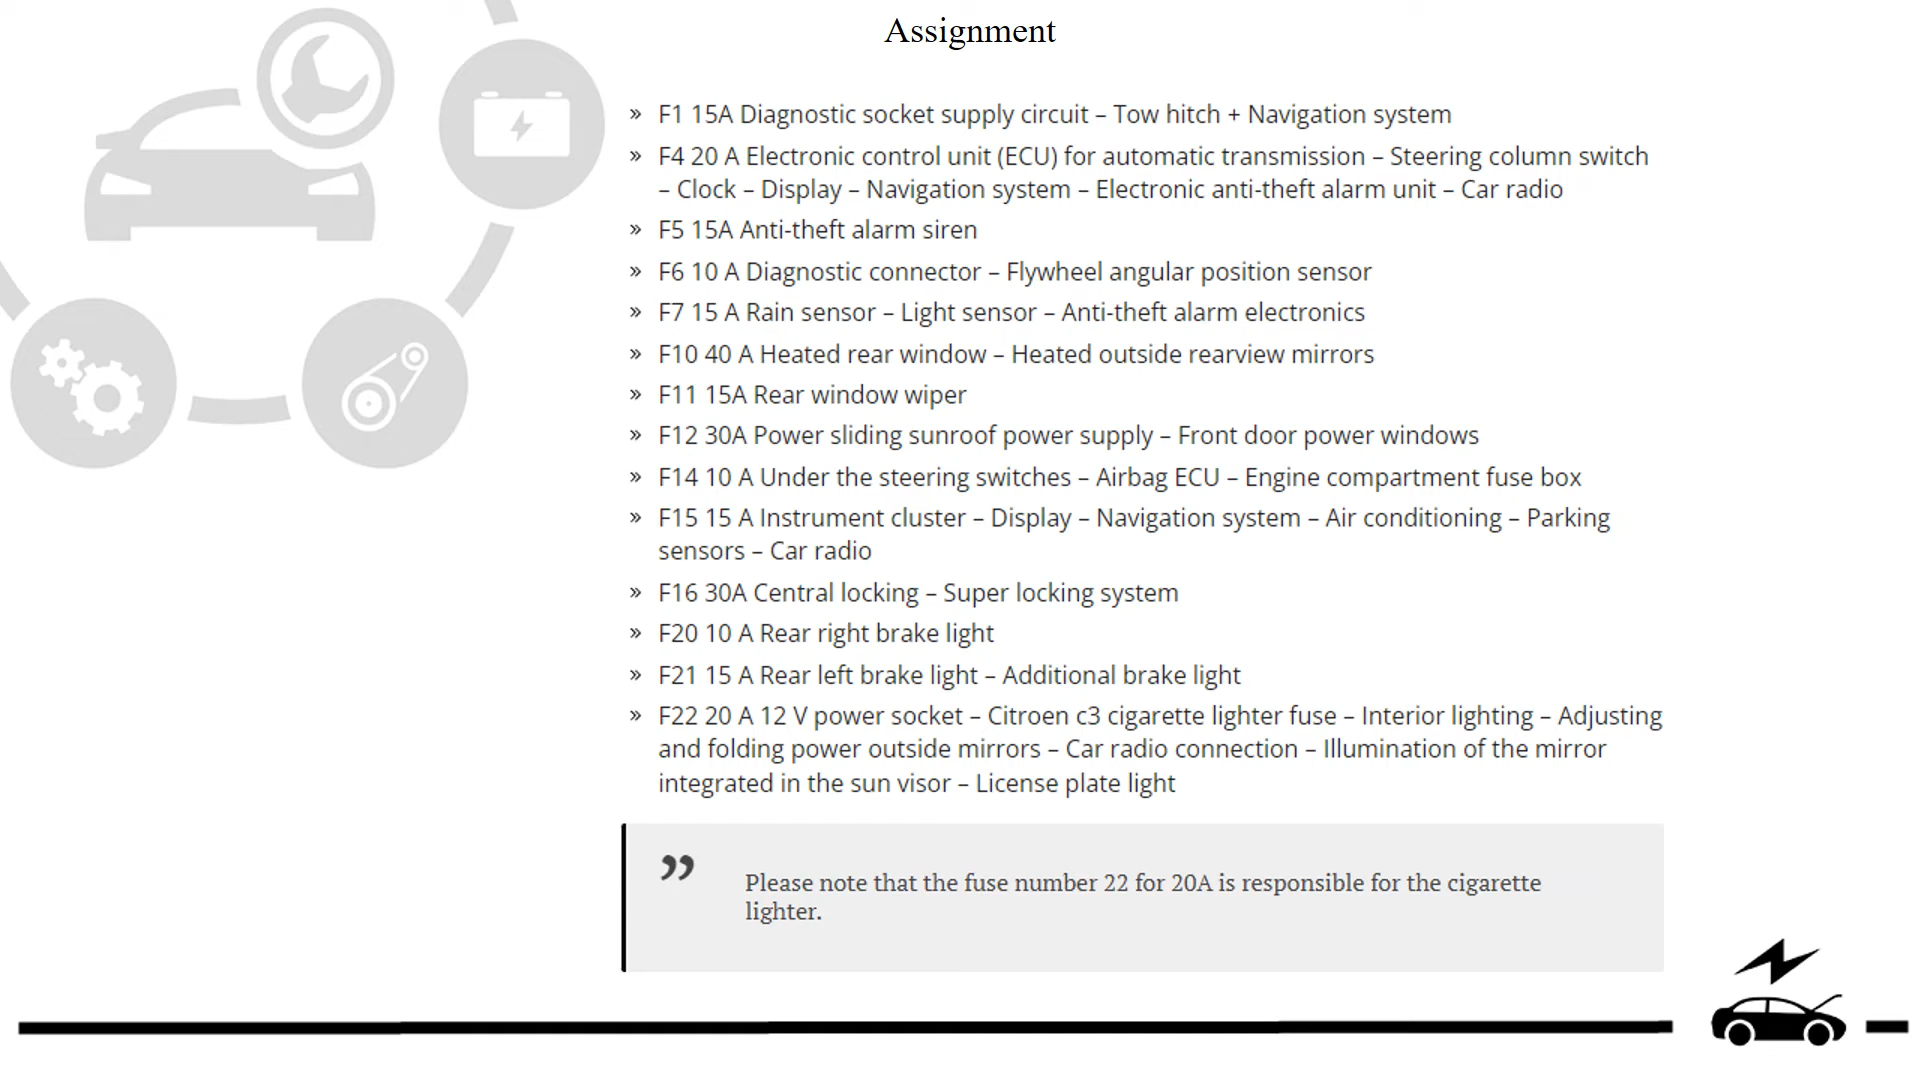 Assignment
» F1 15A Diagnostic socket supply circuit – Tow hitch + Navigation system
» F4 20 A Electronic control unit (ECU) for automatic transmission – Steering column switch
– Clock – Display – Navigation system – Electronic anti-theft alarm unit – Car radio
» F5 15A Anti-theft alarm siren
» F6 10 A Diagnostic connector – Flywheel angular position sensor
» F7 15 A Rain sensor – Light sensor – Anti-theft alarm electronics
» F10 40 A Heated rear window – Heated outside rearview mirrors
» F11 15A Rear window wiper
» F12 30A Power sliding sunroof power supply – Front door power windows
» F14 10 A Under the steering switches – Airbag ECU – Engine compartment fuse box
» F15 15 A Instrument cluster – Display – Navigation system – Air conditioning – Parking
sensors – Car radio
» F16 30A Central locking – Super locking system
» F20 10 A Rear right brake light
» F21 15 A Rear left brake light – Additional brake light
» F22 20 A 12 V power socket – Citroen c3 cigarette lighter fuse – Interior lighting – Adjusting
and folding power outside mirrors – Car radio connection – Illumination of the mirror
integrated in the sun visor – License plate light
” Please note that the fuse number 22 for 20A is responsible for the cigarette
lighter.